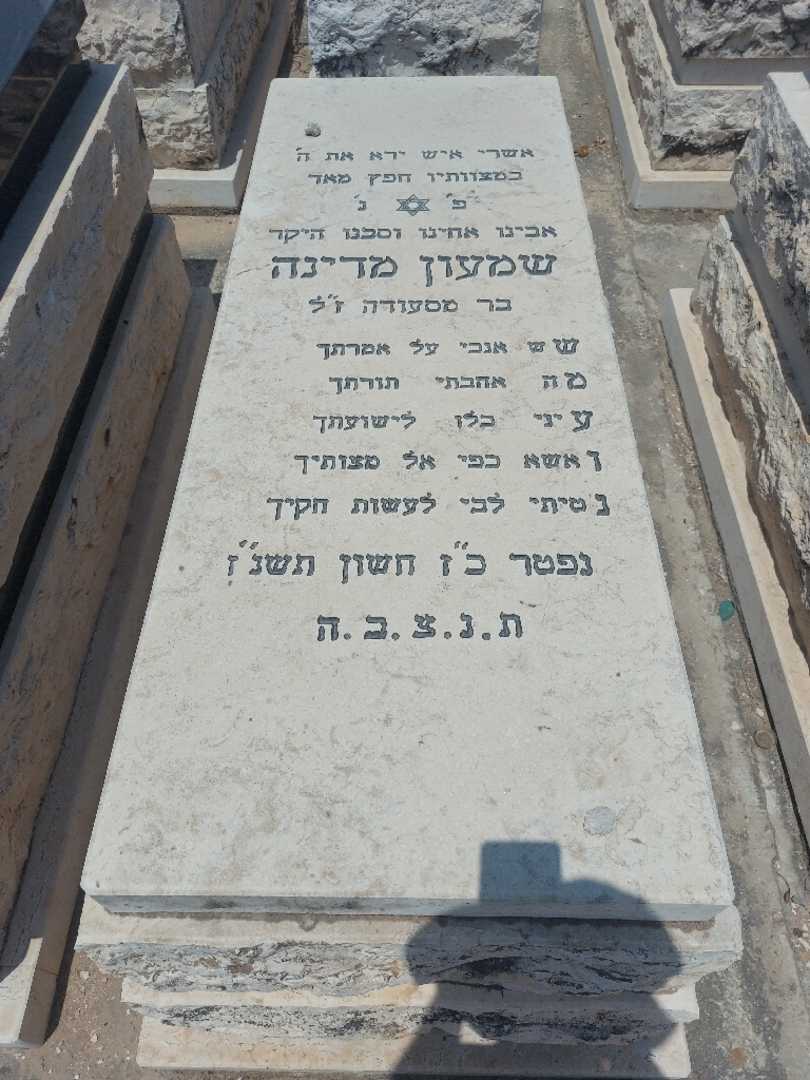 אשרי איש ירא את ה'
במצוותיו חפץ מאד
פ' נ'
אבינו אחינו וסבנו היקר
שמעון מדינה
בר מסעודה ז"ל
שש אנכי על אמרתך
מה אהבתי תורתך
עיני כלו לישועתך
ואשא כפי אל מצותיך
נטיתי לבי לעשות חקיך
נפטר כ"ז חשון תשנ"ז
ת.נ.צ.ב.ה